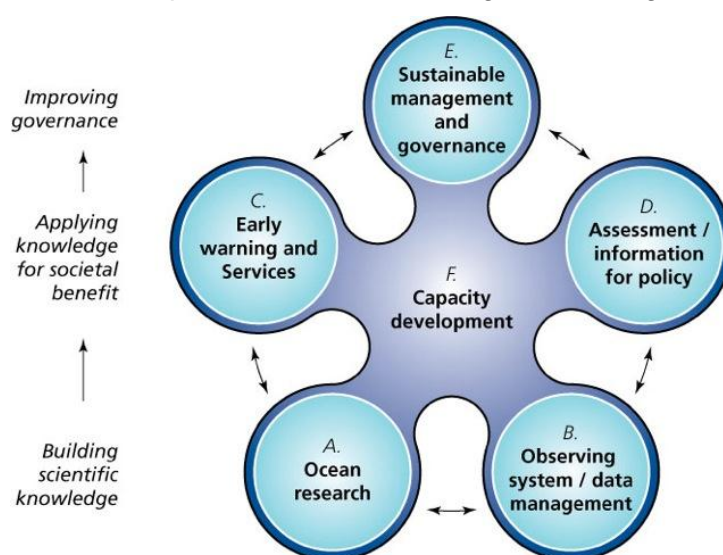 Improving
governance
Applying
knowledge
for societal
benefit
Building
scientific
knowledge
E.
Sustainable
management
and
governance
C.
Early
warning and
Services
D.
Assessment /
information
for policy
F.
Capacity
development
A.
Ocean
research
B.
Observing
system / data
management